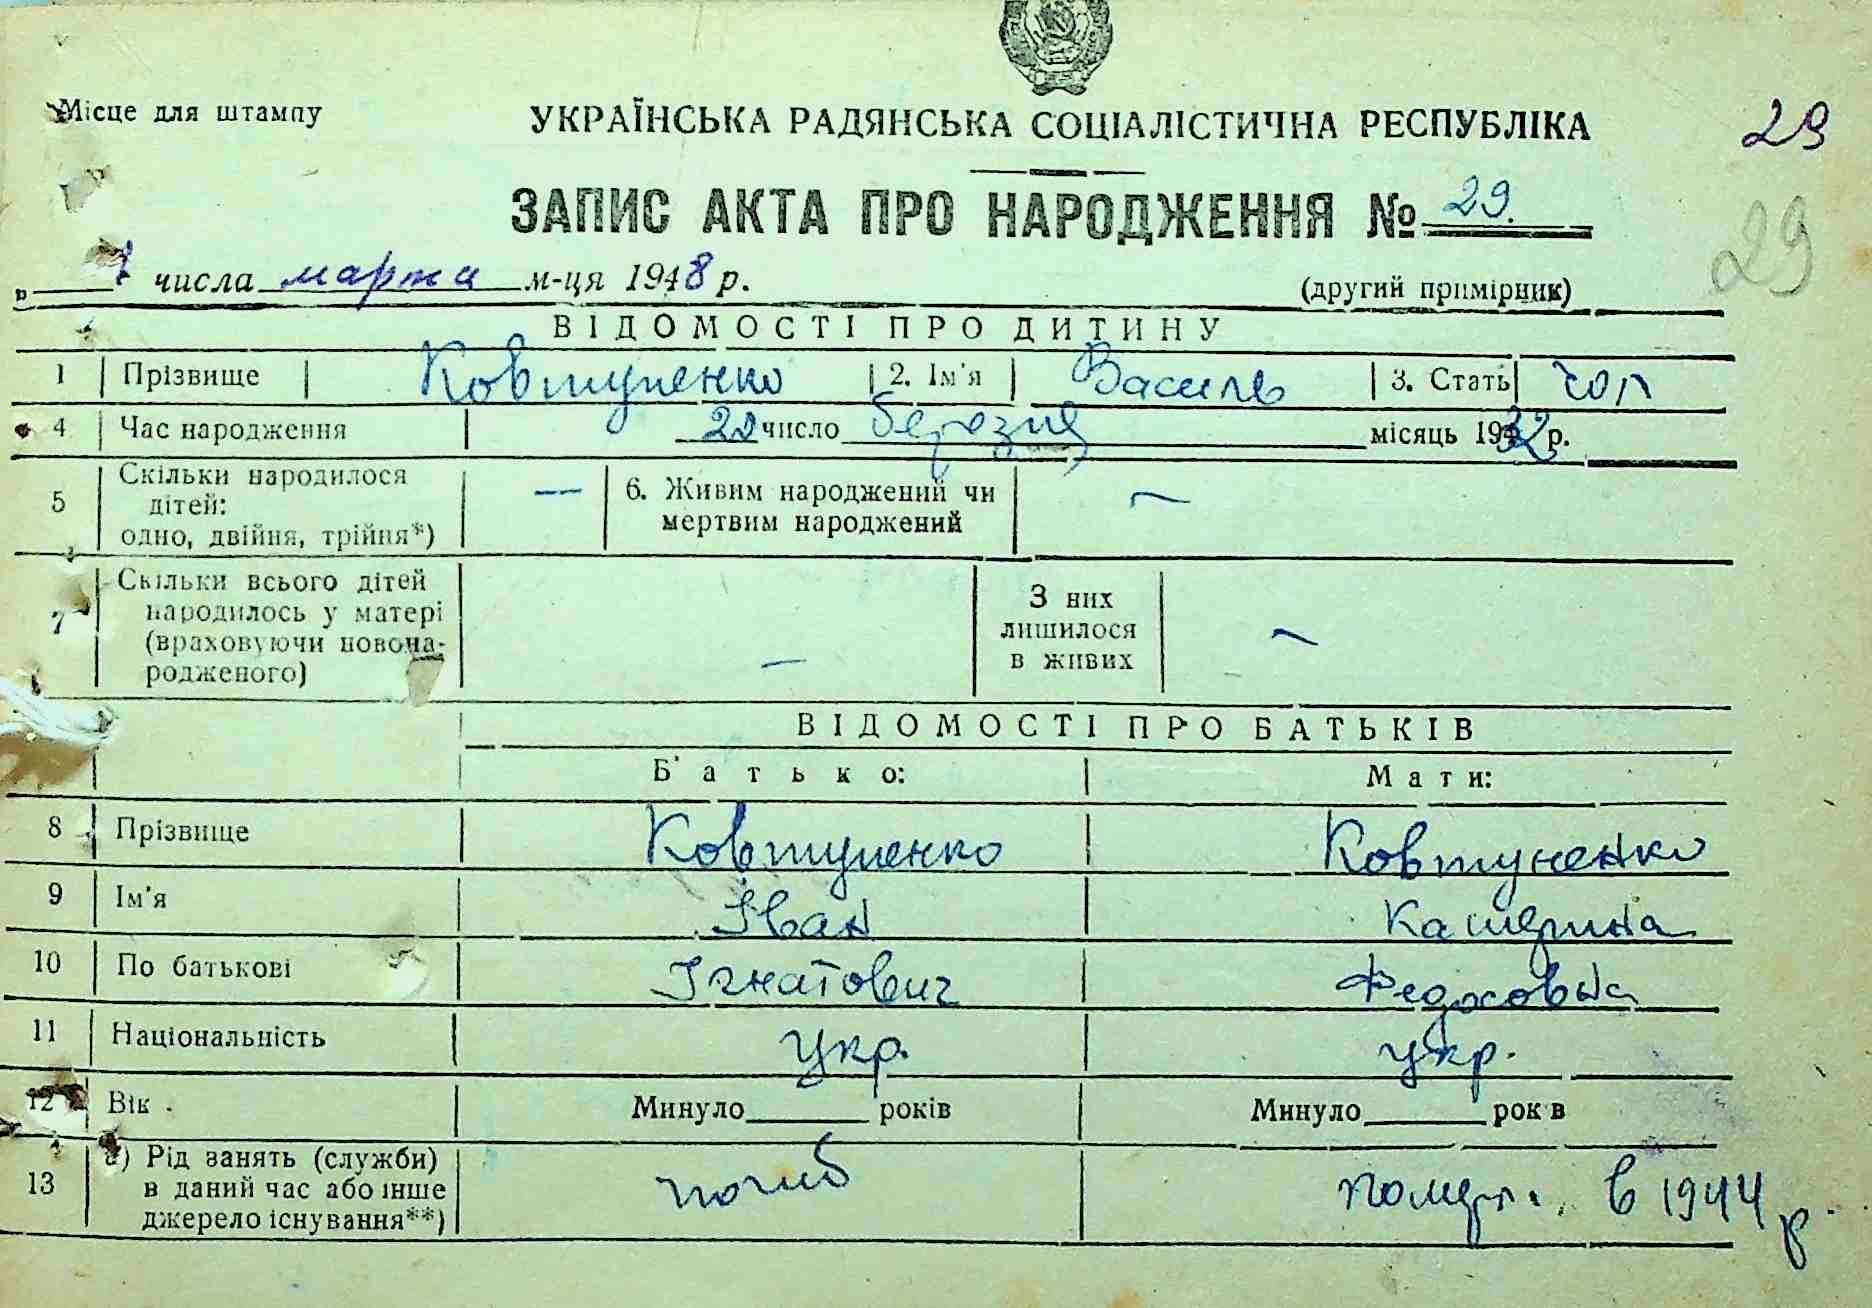 Місце для штампу
УКРАЇНСЬКА РАДЯНСЬКА СОЦІАЛІСТИЧНА РЕСПУБЛІКА
29
ЗАПИС АКТА ПРО НАРОДЖЕННЯ № 29.
29
" числа марта м-ця 1948 р.
(другий примірник)
ВІДОМОСТІ ПРО ДИТИНУ
1 Прізвище Ковтуненко 2. Ім'я Василь 3. Стать чол
4 Час народження число березня місяць 1932 р.
5 Скільки народилося дітей: одно, двійня, трійня*) — 6. Живим народжений чи мертвим народжений —
7 Скільки всього дітей народилось у матері (враховуючи новонародженого) — З них лишилося в живих —
ВІДОМОСТІ ПРО БАТЬКІВ
Батько: Мати:
8 Прізвище Ковтуненко Ковтуненко
9 Ім'я Іван Катерина
10 По батькові Ігнатович Федосовна
11 Національність Укр. укр.
12 Вік Минуло років Минуло рок в
13 а) Рід занять (служби) в даний час або інше джерело існування**) погиб в 1944 р.